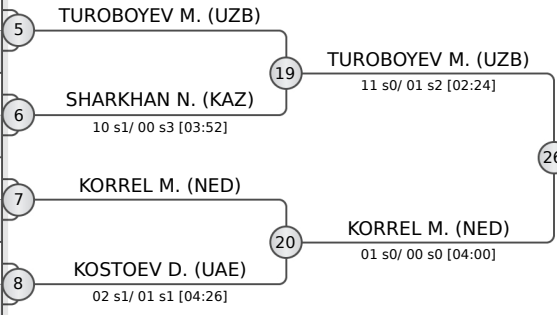 TUROBOYEV M. (UZB)
5
19
TUROBOYEV M. (UZB)
11 s0/ 01 s2 [02:24]
SHARKHAN N. (KAZ)
6
10 s1/ 00 s3 [03:52]
26
KORREL M. (NED)
7
20
KORREL M. (NED)
01 s0/ 00 s0 [04:00]
KOSTOEV D. (UAE)
8
02 s1/ 01 s1 [04:26]